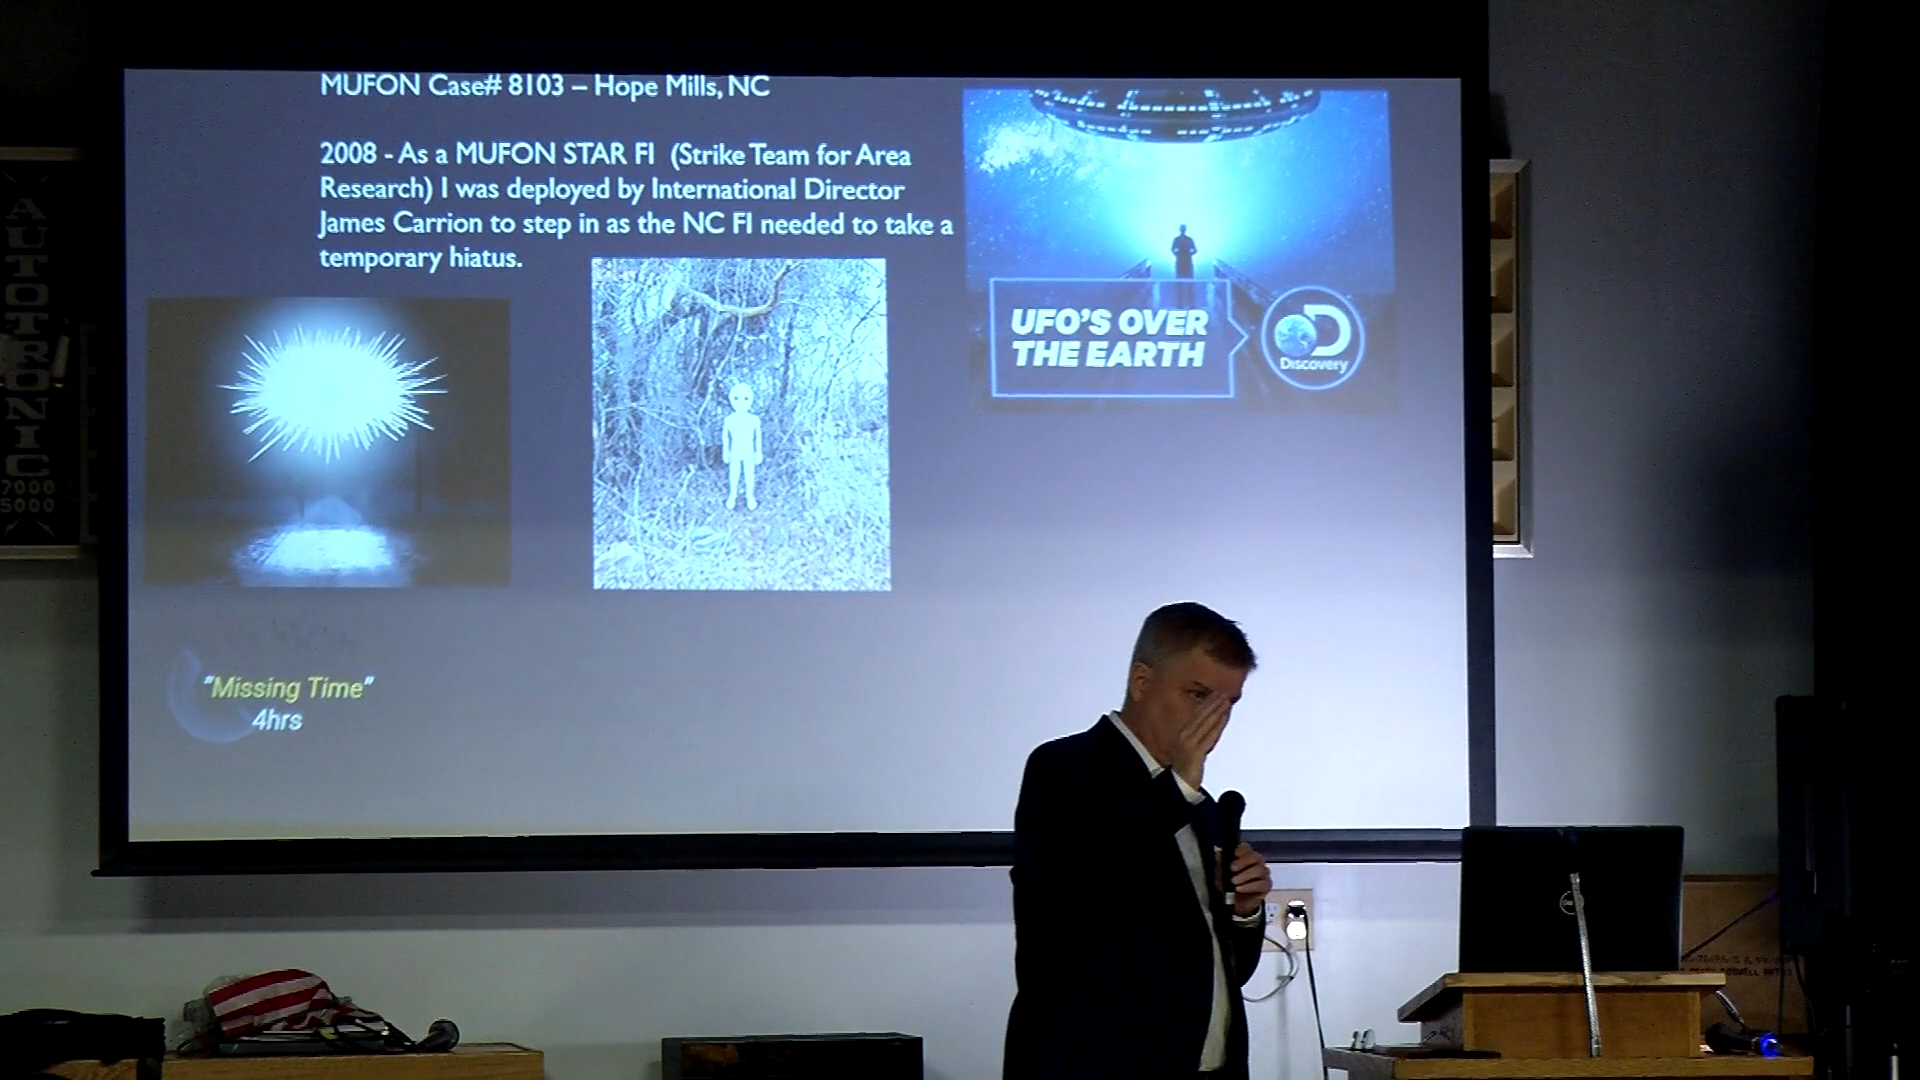 MUFON Case# 8103 – Hope Mills, NC
2008 - As a MUFON STAR FI (Strike Team for Area
Research) I was deployed by International Director
James Carrion to step in as the NC FI needed to take a
temporary hiatus.
UFO'S OVER
THE EARTH
Discovery
"Missing Time"
4hrs
AUTOTRONIC
7000
5000